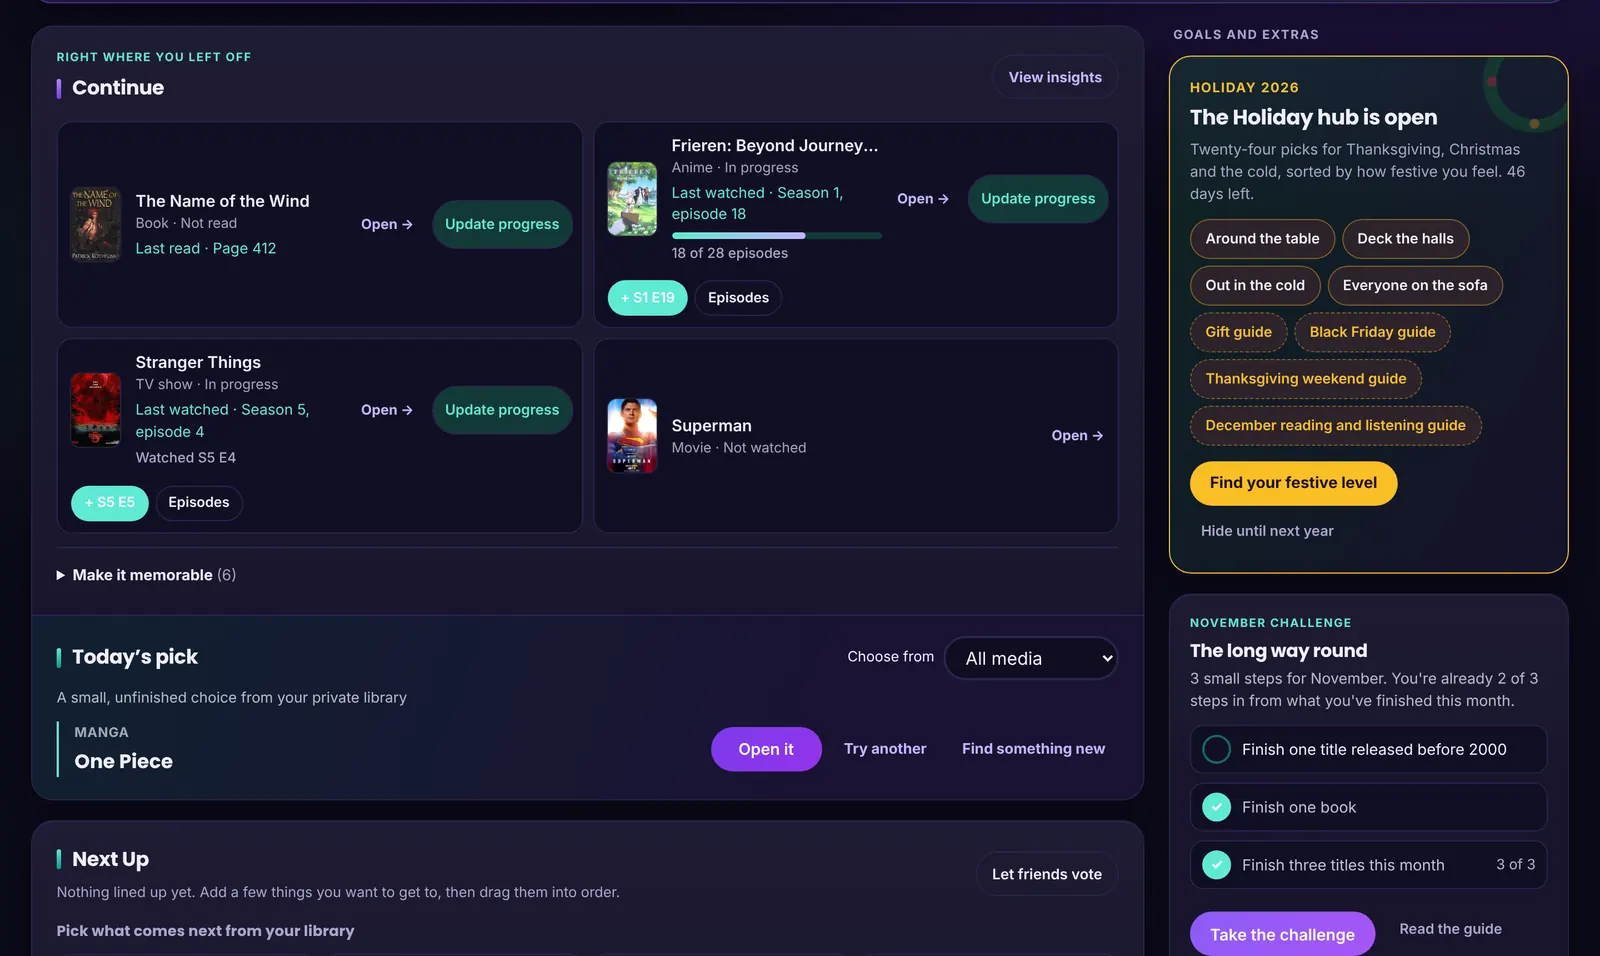 RIGHT WHERE YOU LEFT OFF
Continue
View insights
THE NAME OF THE WIND
PATRICK ROTHFUSS
The Name of the Wind
Book · Not read
Last read · Page 412
Open →
Update progress
FRIEREN
Frieren: Beyond Journey...
Anime · In progress
Last watched · Season 1,
episode 18
18 of 28 episodes
Open →
Update progress
+ S1 E19
Episodes
Stranger Things
TV show · In progress
Last watched · Season 5,
episode 4
Watched S5 E4
Open →
Update progress
+ S5 E5
Episodes
SUPERMAN
Superman
Movie · Not watched
Open →
Make it memorable (6)
Today’s pick
Choose from
All media
A small, unfinished choice from your private library
MANGA
One Piece
Open it
Try another
Find something new
Next Up
Let friends vote
Nothing lined up yet. Add a few things you want to get to, then drag them into order.
Pick what comes next from your library
GOALS AND EXTRAS
HOLIDAY 2026
The Holiday hub is open
Twenty-four picks for Thanksgiving, Christmas
and the cold, sorted by how festive you feel. 46
days left.
Around the table
Deck the halls
Out in the cold
Everyone on the sofa
Gift guide
Black Friday guide
Thanksgiving weekend guide
December reading and listening guide
Find your festive level
Hide until next year
NOVEMBER CHALLENGE
The long way round
3 small steps for November. You're already 2 of 3
steps in from what you've finished this month.
Finish one title released before 2000
Finish one book
Finish three titles this month
3 of 3
Take the challenge
Read the guide